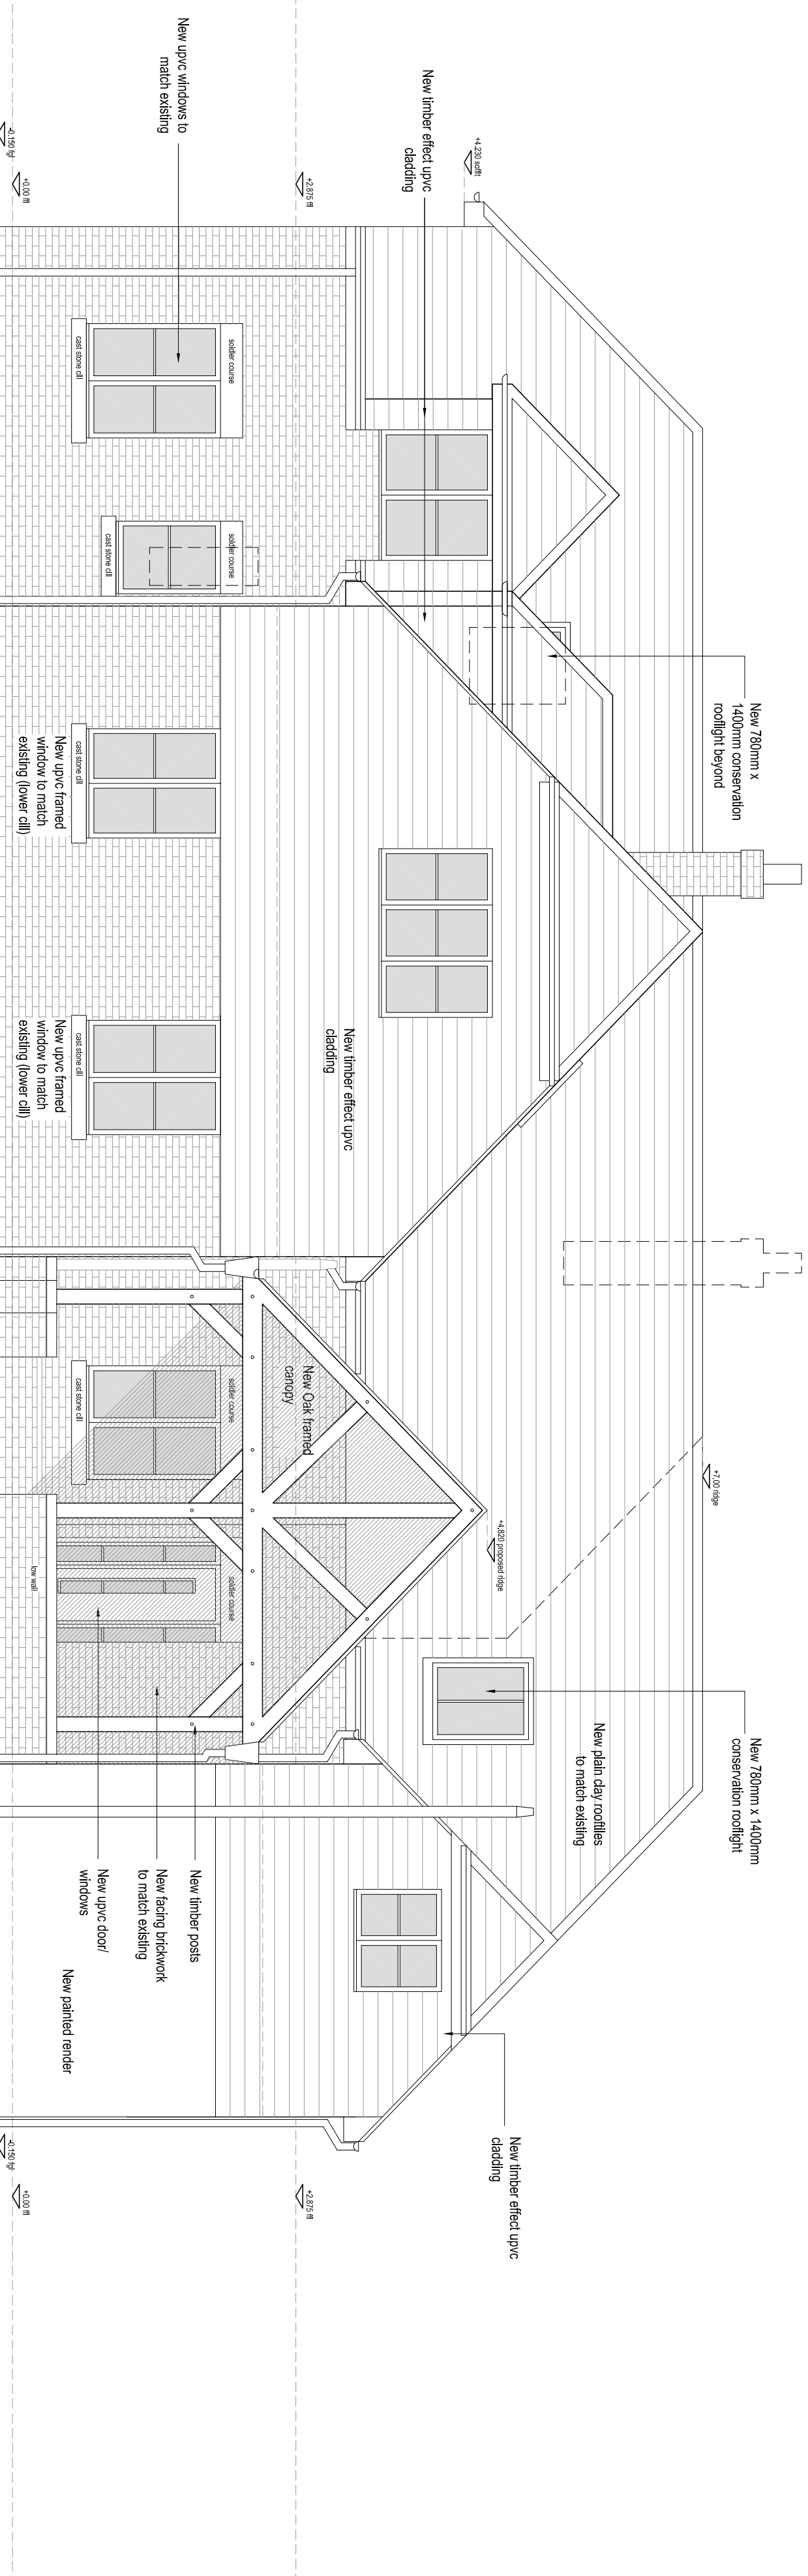 New upvc windows to
match existing
-0.150 fgl
+0.00 ffl
+2.875 ffl
New timber effect upvc
cladding
+4.230 soffit
soldier course
cast stone cill
soldier course
cast stone cill
New 780mm x
1400mm conservation
rooflight beyond
New upvc framed
window to match
existing (lower cill)
cast stone cill
New timber effect upvc
cladding
New upvc framed
window to match
existing (lower cill)
cast stone cill
New Oak framed
canopy
soldier course
cast stone cill
+7.00 ridge
+4.820 proposed ridge
low wall
soldier course
New 780mm x 1400mm
conservation rooflight
New plain clay rooftiles
to match existing
New timber posts
New facing brickwork
to match existing
New upvc door/
windows
New painted render
New timber effect upvc
cladding
-0.150 fgl
+0.00 ffl
+2.875 ffl